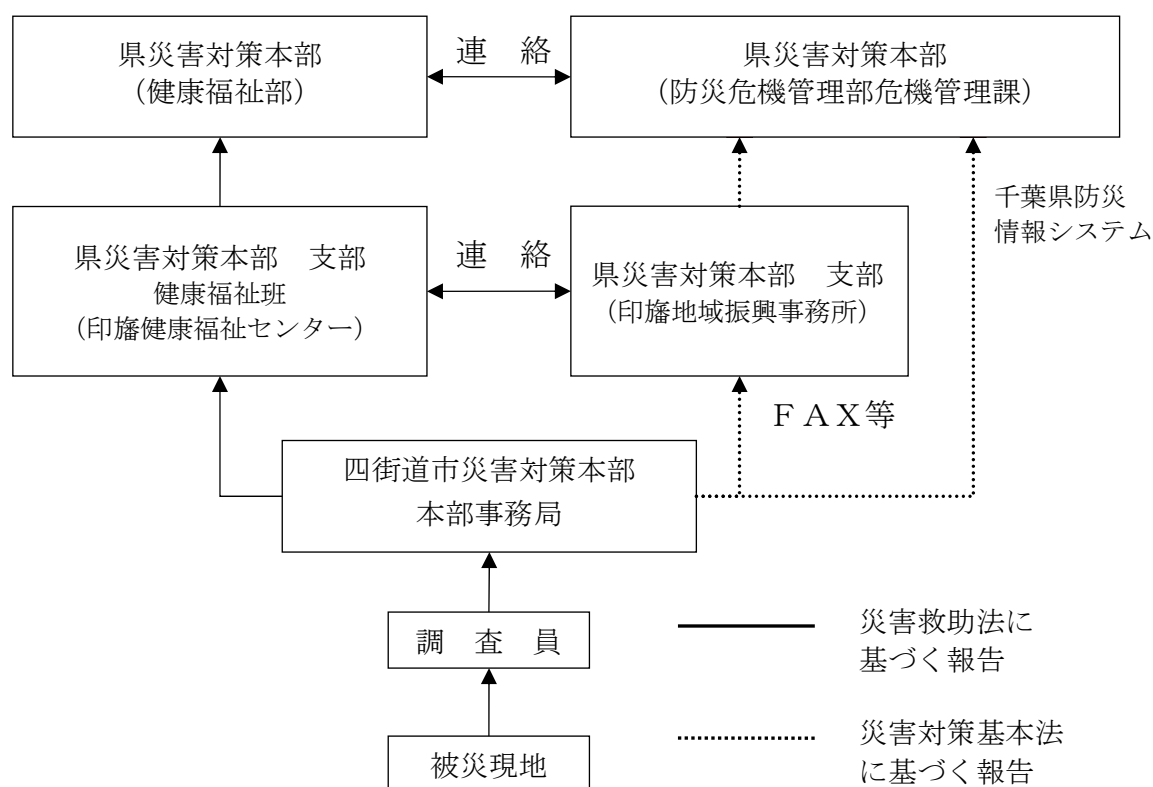 県災害対策本部
（健康福祉部）
連　絡
県災害対策本部
（防災危機管理部危機管理課）
千葉県防災
情報システム
県災害対策本部　支部
健康福祉班
（印旛健康福祉センター）
連　絡
県災害対策本部　支部
（印旛地域振興事務所）
ＦＡＸ等
四街道市災害対策本部
本部事務局
調　査　員
災害救助法に
基づく報告
被災現地
災害対策基本法
に基づく報告